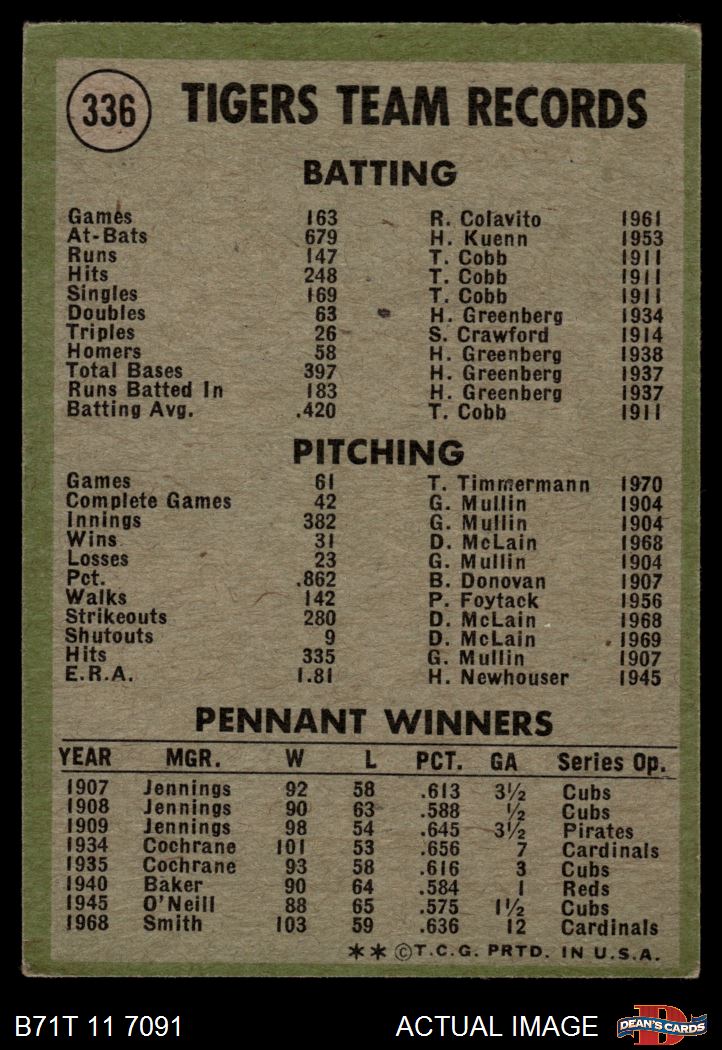 336 TIGERS TEAM RECORDS
BATTING
Games 163 R. Colavito 1961
At-Bats 679 H. Kuenn 1953
Runs 147 T. Cobb 1911
Hits 248 T. Cobb 1911
Singles 169 T. Cobb 1911
Doubles 63 H. Greenberg 1934
Triples 26 S. Crawford 1914
Homers 58 H. Greenberg 1938
Total Bases 397 H. Greenberg 1937
Runs Batted In 183 H. Greenberg 1937
Batting Avg. .420 T. Cobb 1911
PITCHING
Games 61 T. Timmermann 1970
Complete Games 42 G. Mullin 1904
Innings 382 G. Mullin 1904
Wins 31 D. McLain 1968
Losses 23 G. Mullin 1904
Pct. .862 B. Donovan 1907
Walks 142 P. Foytack 1956
Strikeouts 280 D. McLain 1968
Shutouts 9 D. McLain 1969
Hits 335 G. Mullin 1907
E.R.A. 1.81 H. Newhouser 1945
PENNANT WINNERS
YEAR MGR. W L PCT. GA Series Op.
1907 Jennings 92 58 .613 3½ Cubs
1908 Jennings 90 63 .588 ½ Cubs
1909 Jennings 98 54 .645 3½ Pirates
1934 Cochrane 101 53 .656 7 Cardinals
1935 Cochrane 93 58 .616 3 Cubs
1940 Baker 90 64 .584 1 Reds
1945 O'Neill 88 65 .575 1½ Cubs
1968 Smith 103 59 .636 12 Cardinals
** ©T.C.G. PRTD. IN U.S.A.
B71T 11 7091 ACTUAL IMAGE D DEAN'S CARDS